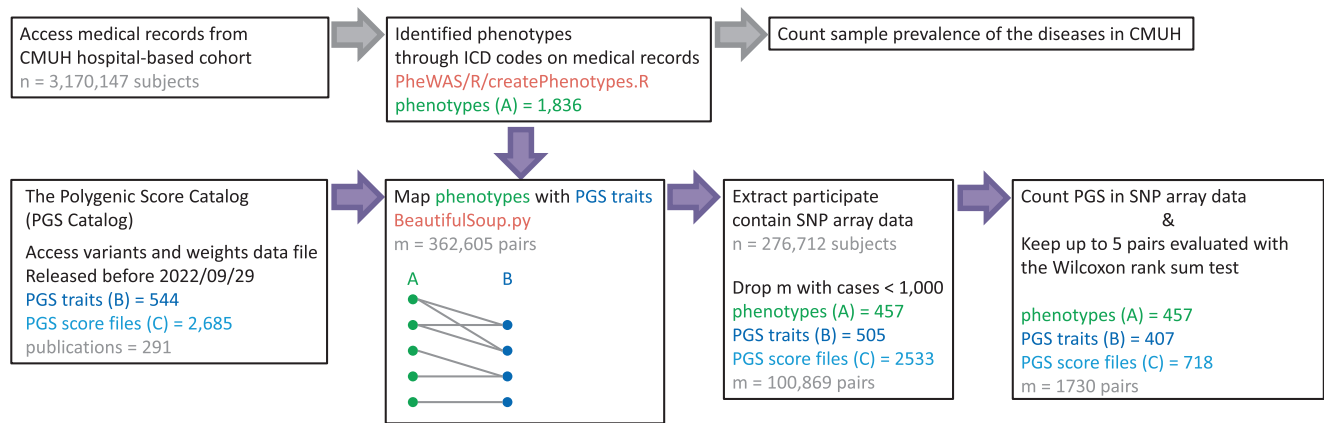 Access medical records from
CMUH hospital-based cohort
n = 3,170,147 subjects
Identified phenotypes
through ICD codes on medical records
PheWAS/R/createPhenotypes.R
phenotypes (A) = 1,836
Count sample prevalence of the diseases in CMUH
The Polygenic Score Catalog
(PGS Catalog)
Access variants and weights data file
Released before 2022/09/29
PGS traits (B) = 544
PGS score files (C) = 2,685
publications = 291
Map phenotypes with PGS traits
BeautifulSoup.py
m = 362,605 pairs
A B
Extract participate
contain SNP array data
n = 276,712 subjects
Drop m with cases < 1,000
phenotypes (A) = 457
PGS traits (B) = 505
PGS score files (C) = 2533
m = 100,869 pairs
Count PGS in SNP array data
&
Keep up to 5 pairs evaluated with
the Wilcoxon rank sum test
phenotypes (A) = 457
PGS traits (B) = 407
PGS score files (C) = 718
m = 1730 pairs